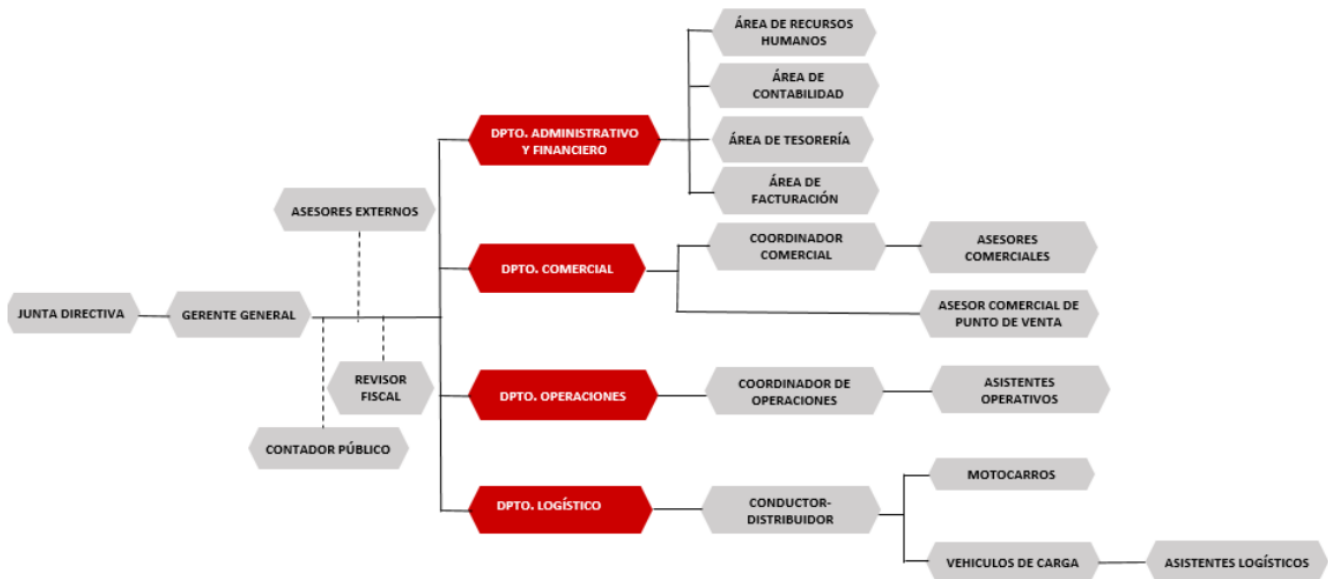 ÁREA DE RECURSOS
HUMANOS
ÁREA DE
CONTABILIDAD
DPTO. ADMINISTRATIVO
Y FINANCIERO
ÁREA DE TESORERÍA
ÁREA DE
FACTURACIÓN
ASESORES EXTERNOS
COORDINADOR
COMERCIAL
ASESORES
COMERCIALES
DPTO. COMERCIAL
JUNTA DIRECTIVA
GERENTE GENERAL
ASESOR COMERCIAL DE
PUNTO DE VENTA
REVISOR
FISCAL
DPTO. OPERACIONES
COORDINADOR DE
OPERACIONES
ASISTENTES
OPERATIVOS
CONTADOR PÚBLICO
MOTOCARROS
DPTO. LOGÍSTICO
CONDUCTOR-
DISTRIBUIDOR
VEHICULOS DE CARGA
ASISTENTES LOGÍSTICOS